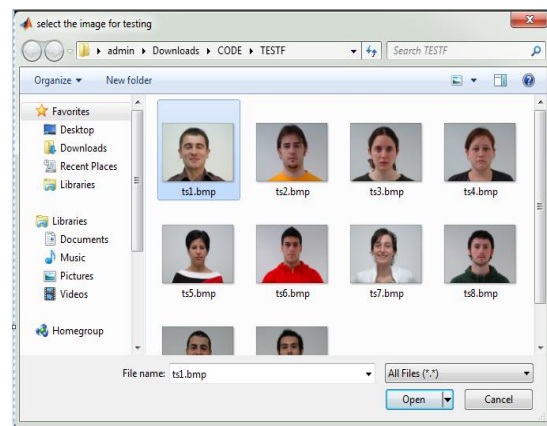 select the image for testing
admin ▸ Downloads ▸ CODE ▸ TESTF
Search TESTF
Organize
New folder
Favorites
Desktop
Downloads
Recent Places
Libraries
Libraries
Documents
Music
Pictures
Videos
Homegroup
ts1.bmp
ts2.bmp
ts3.bmp
ts4.bmp
ts5.bmp
ts6.bmp
ts7.bmp
ts8.bmp
File name: ts1.bmp
All Files (*.*)
Open
Cancel